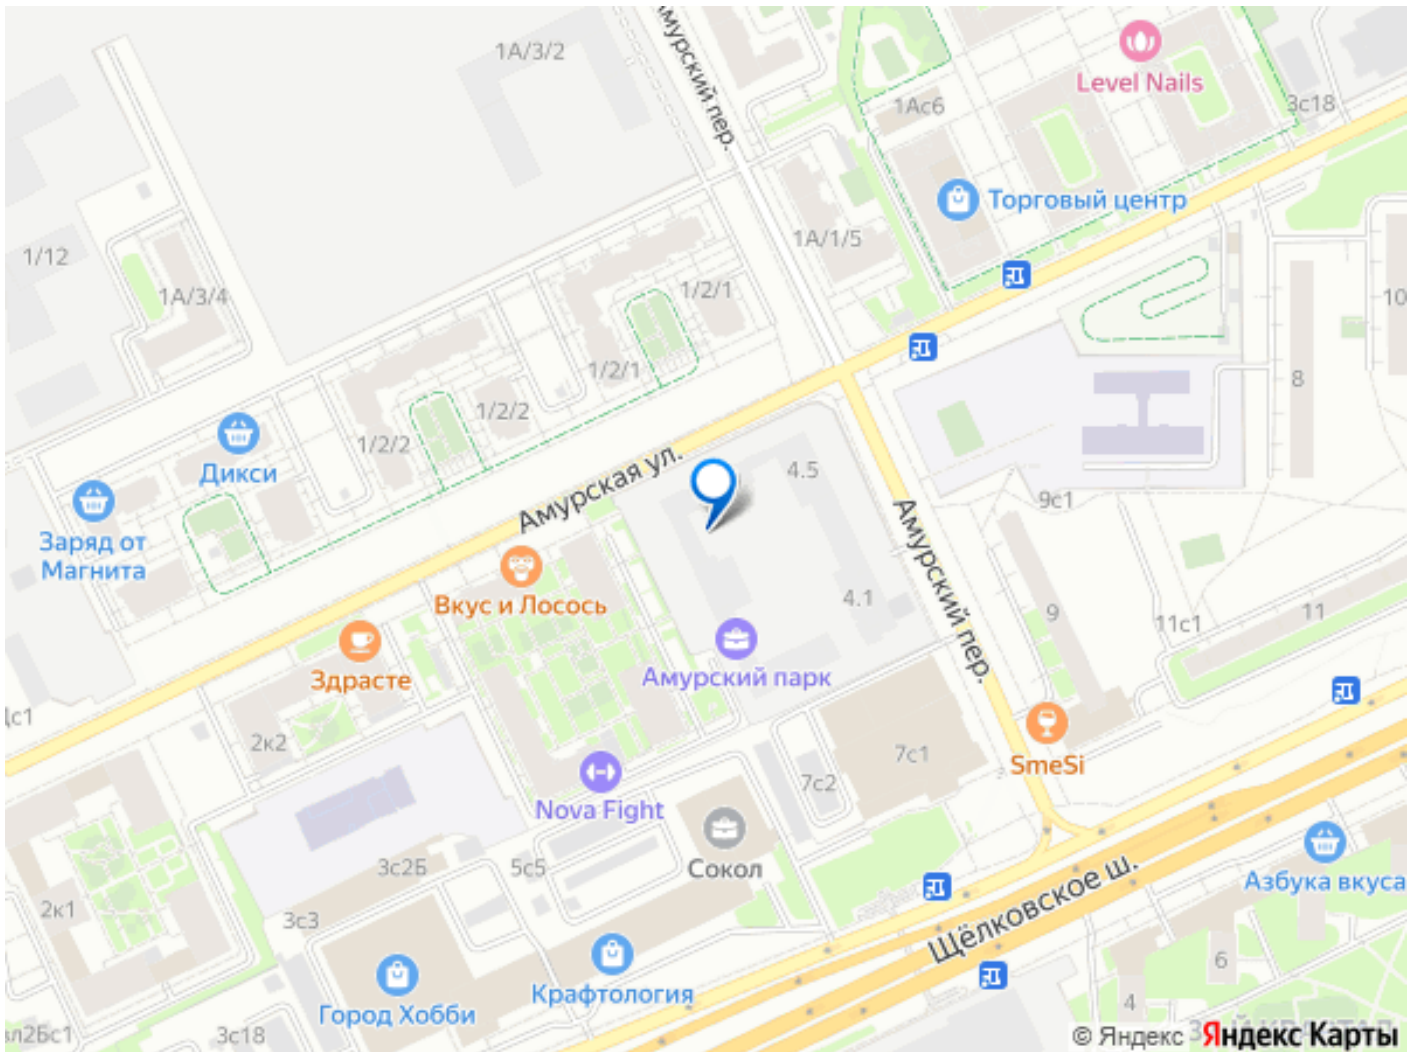 1А/3/2
Амурский пер.
Level Nails
1Ас6
3с18
Торговый центр
1/12
1А/1/5
1А/3/4
1/2/1
10
1/2/1
8
1/2/2
1/2/2
Дикси
Амурская ул.
4.5
9с1
Заряд от
Магнита
Амурский пер.
Вкус и Лосось
4.1
9
11с1
11
Здрасте
Амурский парк
2к2
7с1
SmeSi
7с2
Nova Fight
3с2Б
5с5
Сокол
Щёлковское ш.
Азбука вкуса
2к1
3с3
6
Крафтология
Город Хобби
4
3с18
© Яндекс Яндекс Карты